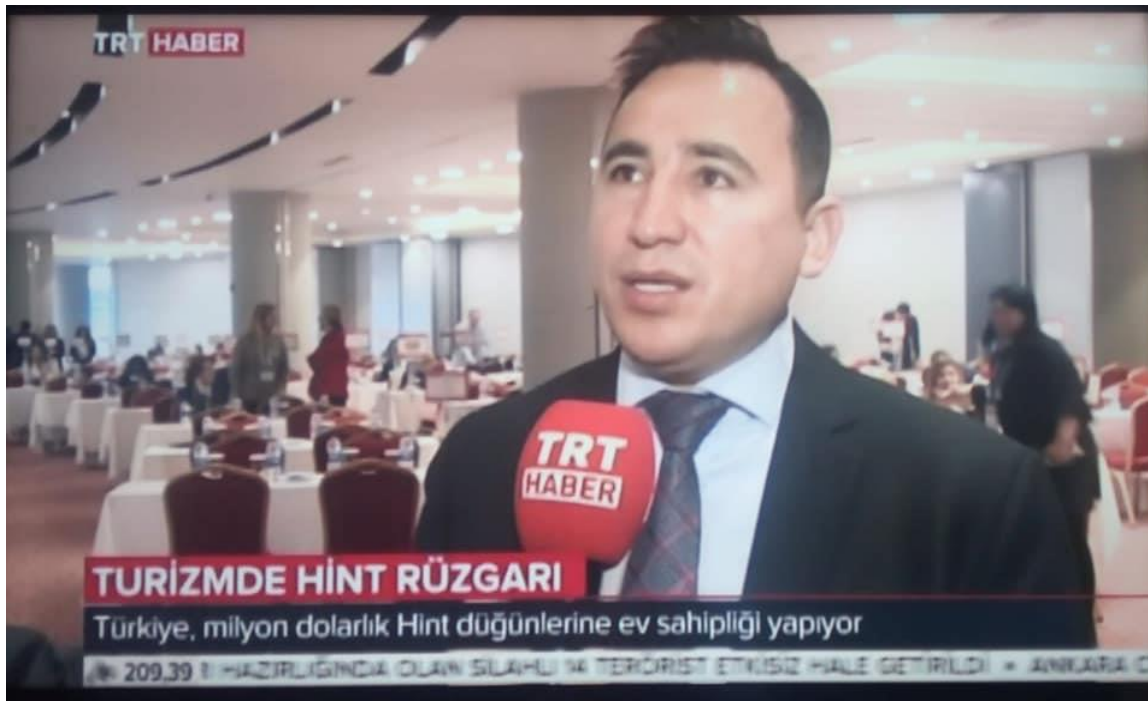 TRT HABER
TRT
HABER
TURİZMDE HİNT RÜZGARI
Türkiye, milyon dolarlık Hint düğünlerine ev sahipliği yapıyor
209.39 HAZIRLIĞINDA OLAN SİLAHLI 14 TERÖRİST ETKİSİZ HALE GETİRİLDİ • ANKARA